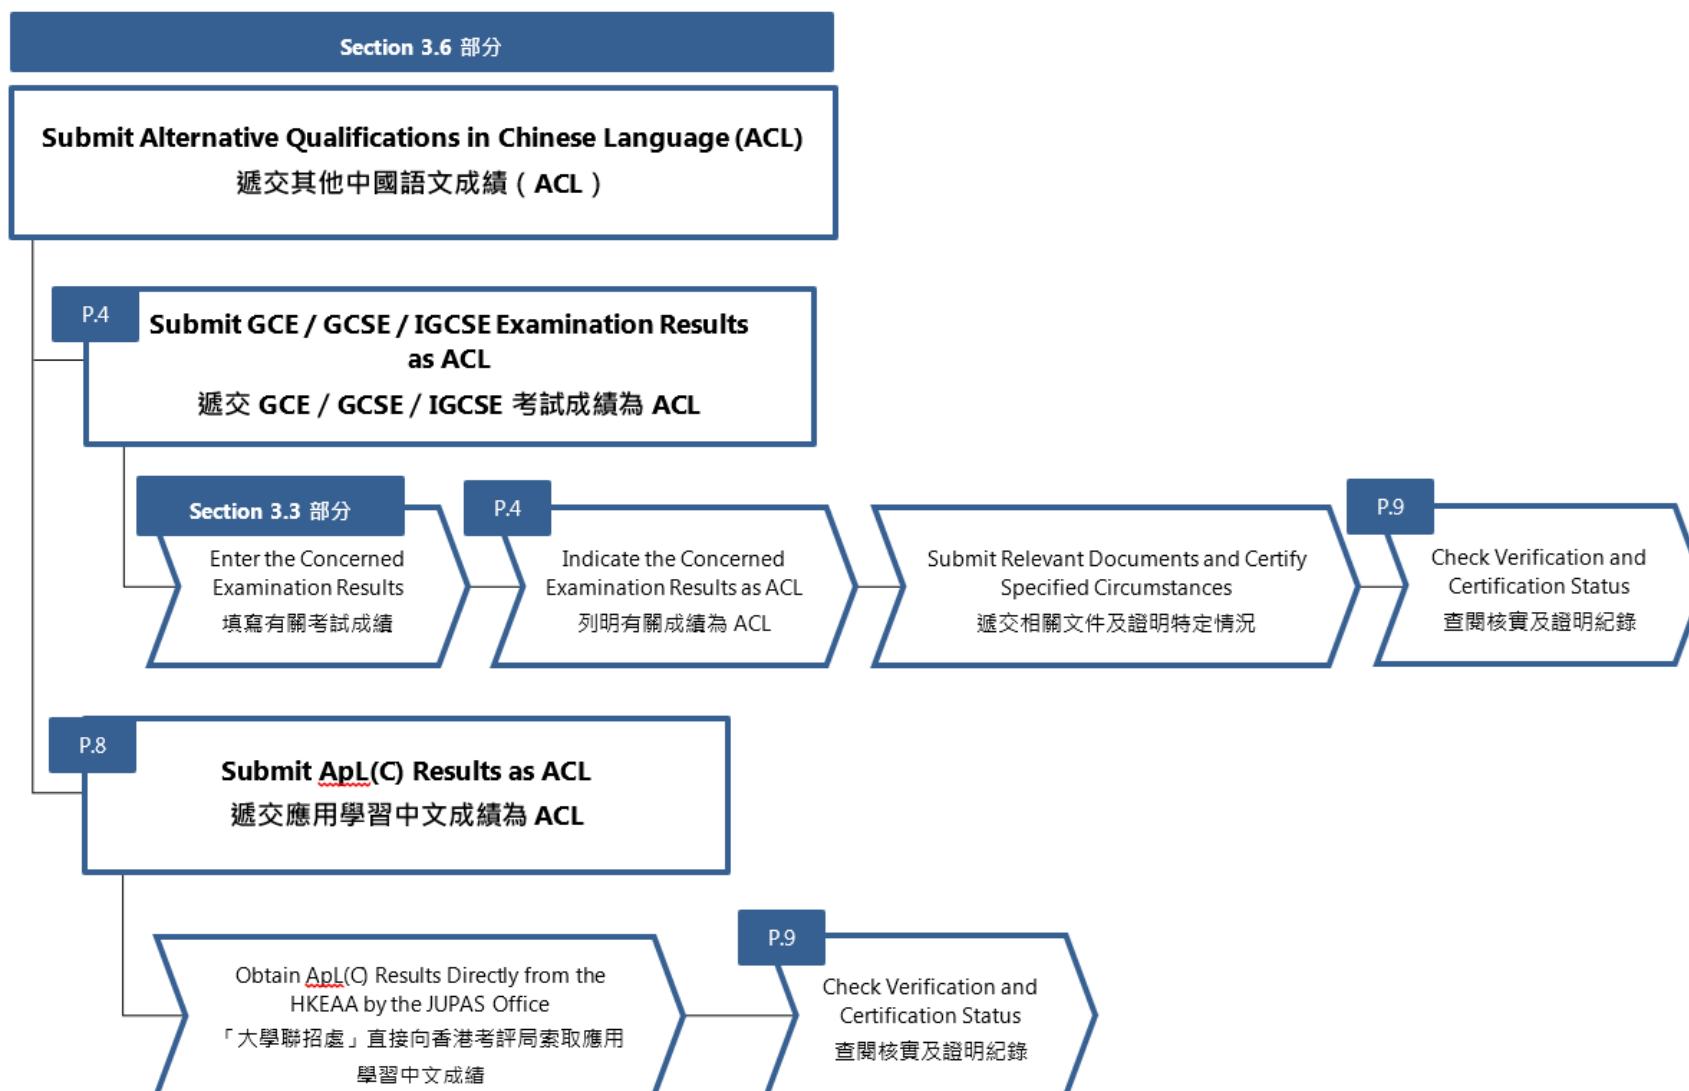 Section 3.6 部分
Submit Alternative Qualifications in Chinese Language (ACL)
遞交其他中國語文成績（ACL）
P.4
Submit GCE / GCSE / IGCSE Examination Results
as ACL
遞交 GCE / GCSE / IGCSE 考試成績為 ACL
Section 3.3 部分
Enter the Concerned
Examination Results
填寫有關考試成績
P.4
Indicate the Concerned
Examination Results as ACL
列明有關成績為 ACL
Submit Relevant Documents and Certify
Specified Circumstances
遞交相關文件及證明特定情況
P.9
Check Verification and
Certification Status
查閱核實及證明紀錄
P.8
Submit ApL(C) Results as ACL
遞交應用學習中文成績為 ACL
Obtain ApL(C) Results Directly from the
HKEAA by the JUPAS Office
「大學聯招處」直接向香港考評局索取應用
學習中文成績
P.9
Check Verification and
Certification Status
查閱核實及證明紀錄